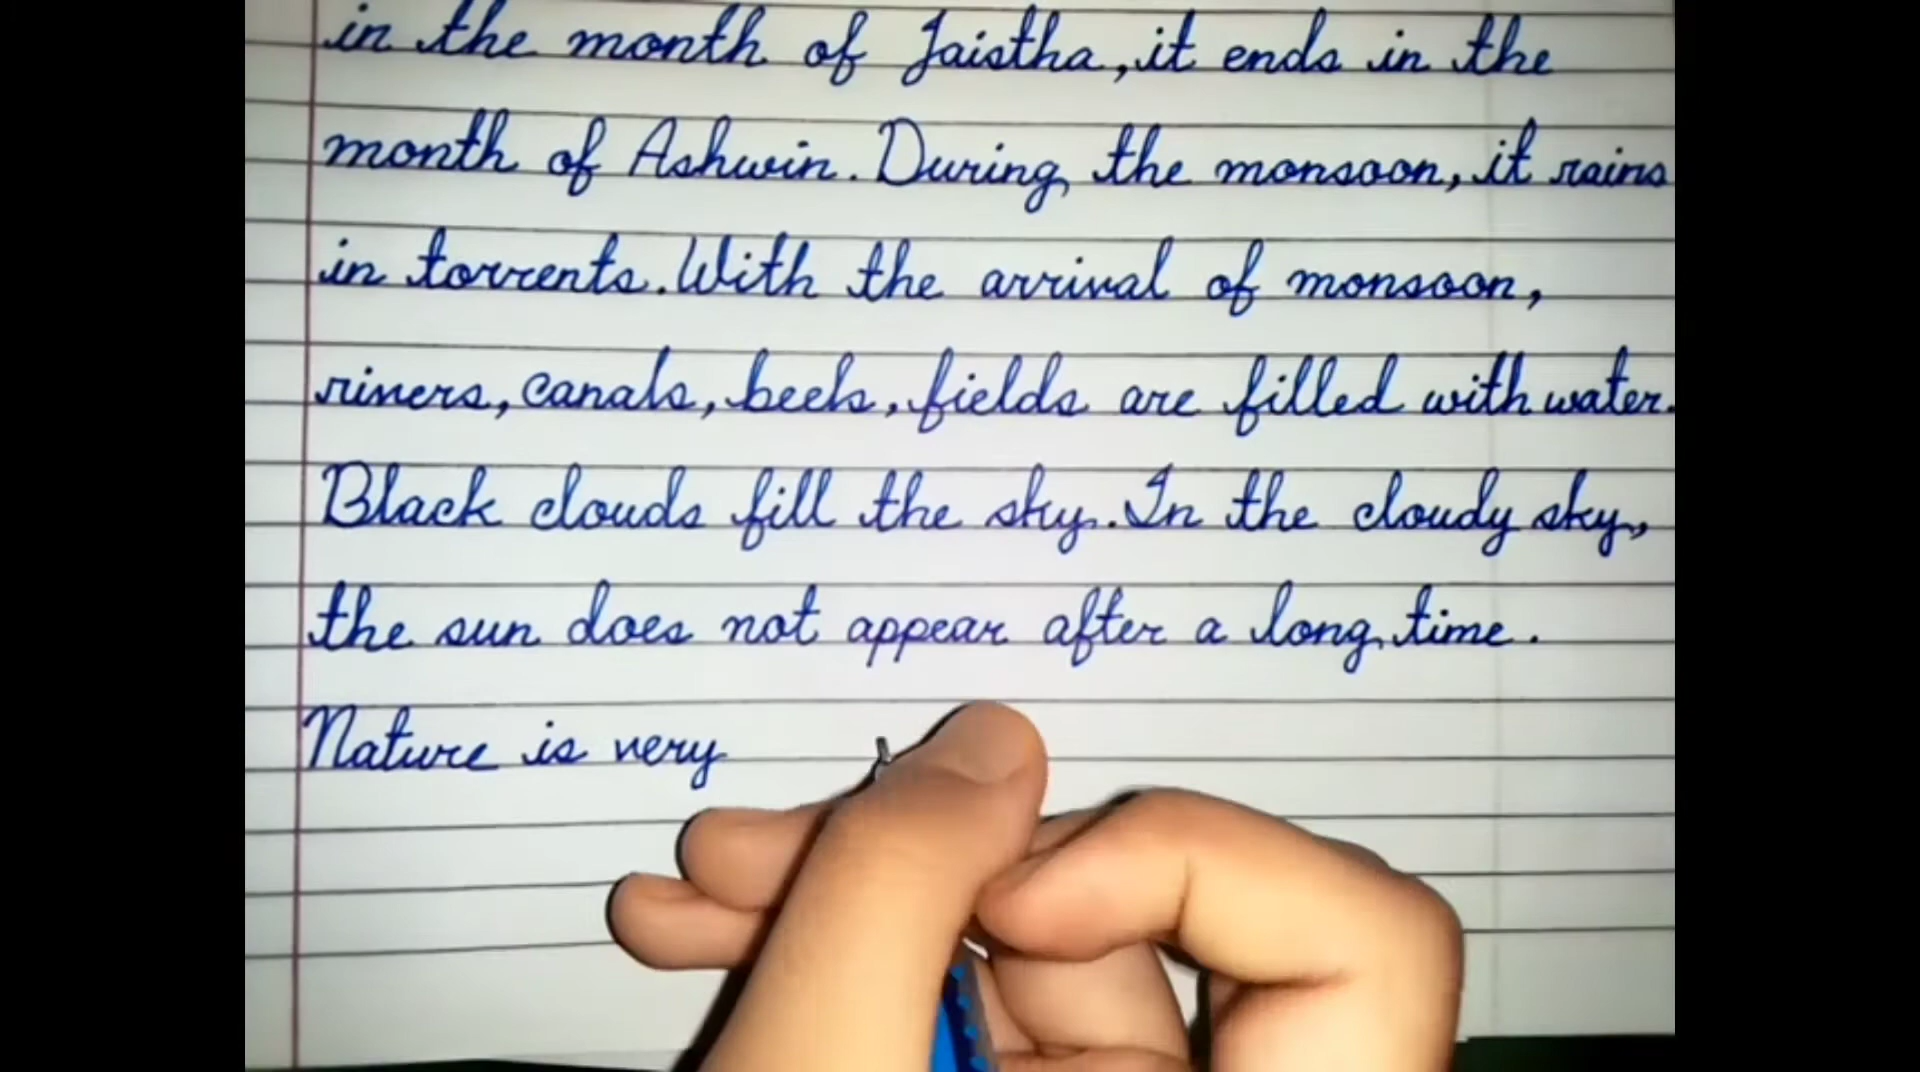 in the month of Jaistha, it ends in the
month of Ashwin. During the monsoon, it rains
in torrents. With the arrival of monsoon,
rivers, canals, beels, fields are filled with water.
Black clouds fill the sky. In the cloudy sky,
the sun does not appear after a long time.
Nature is very